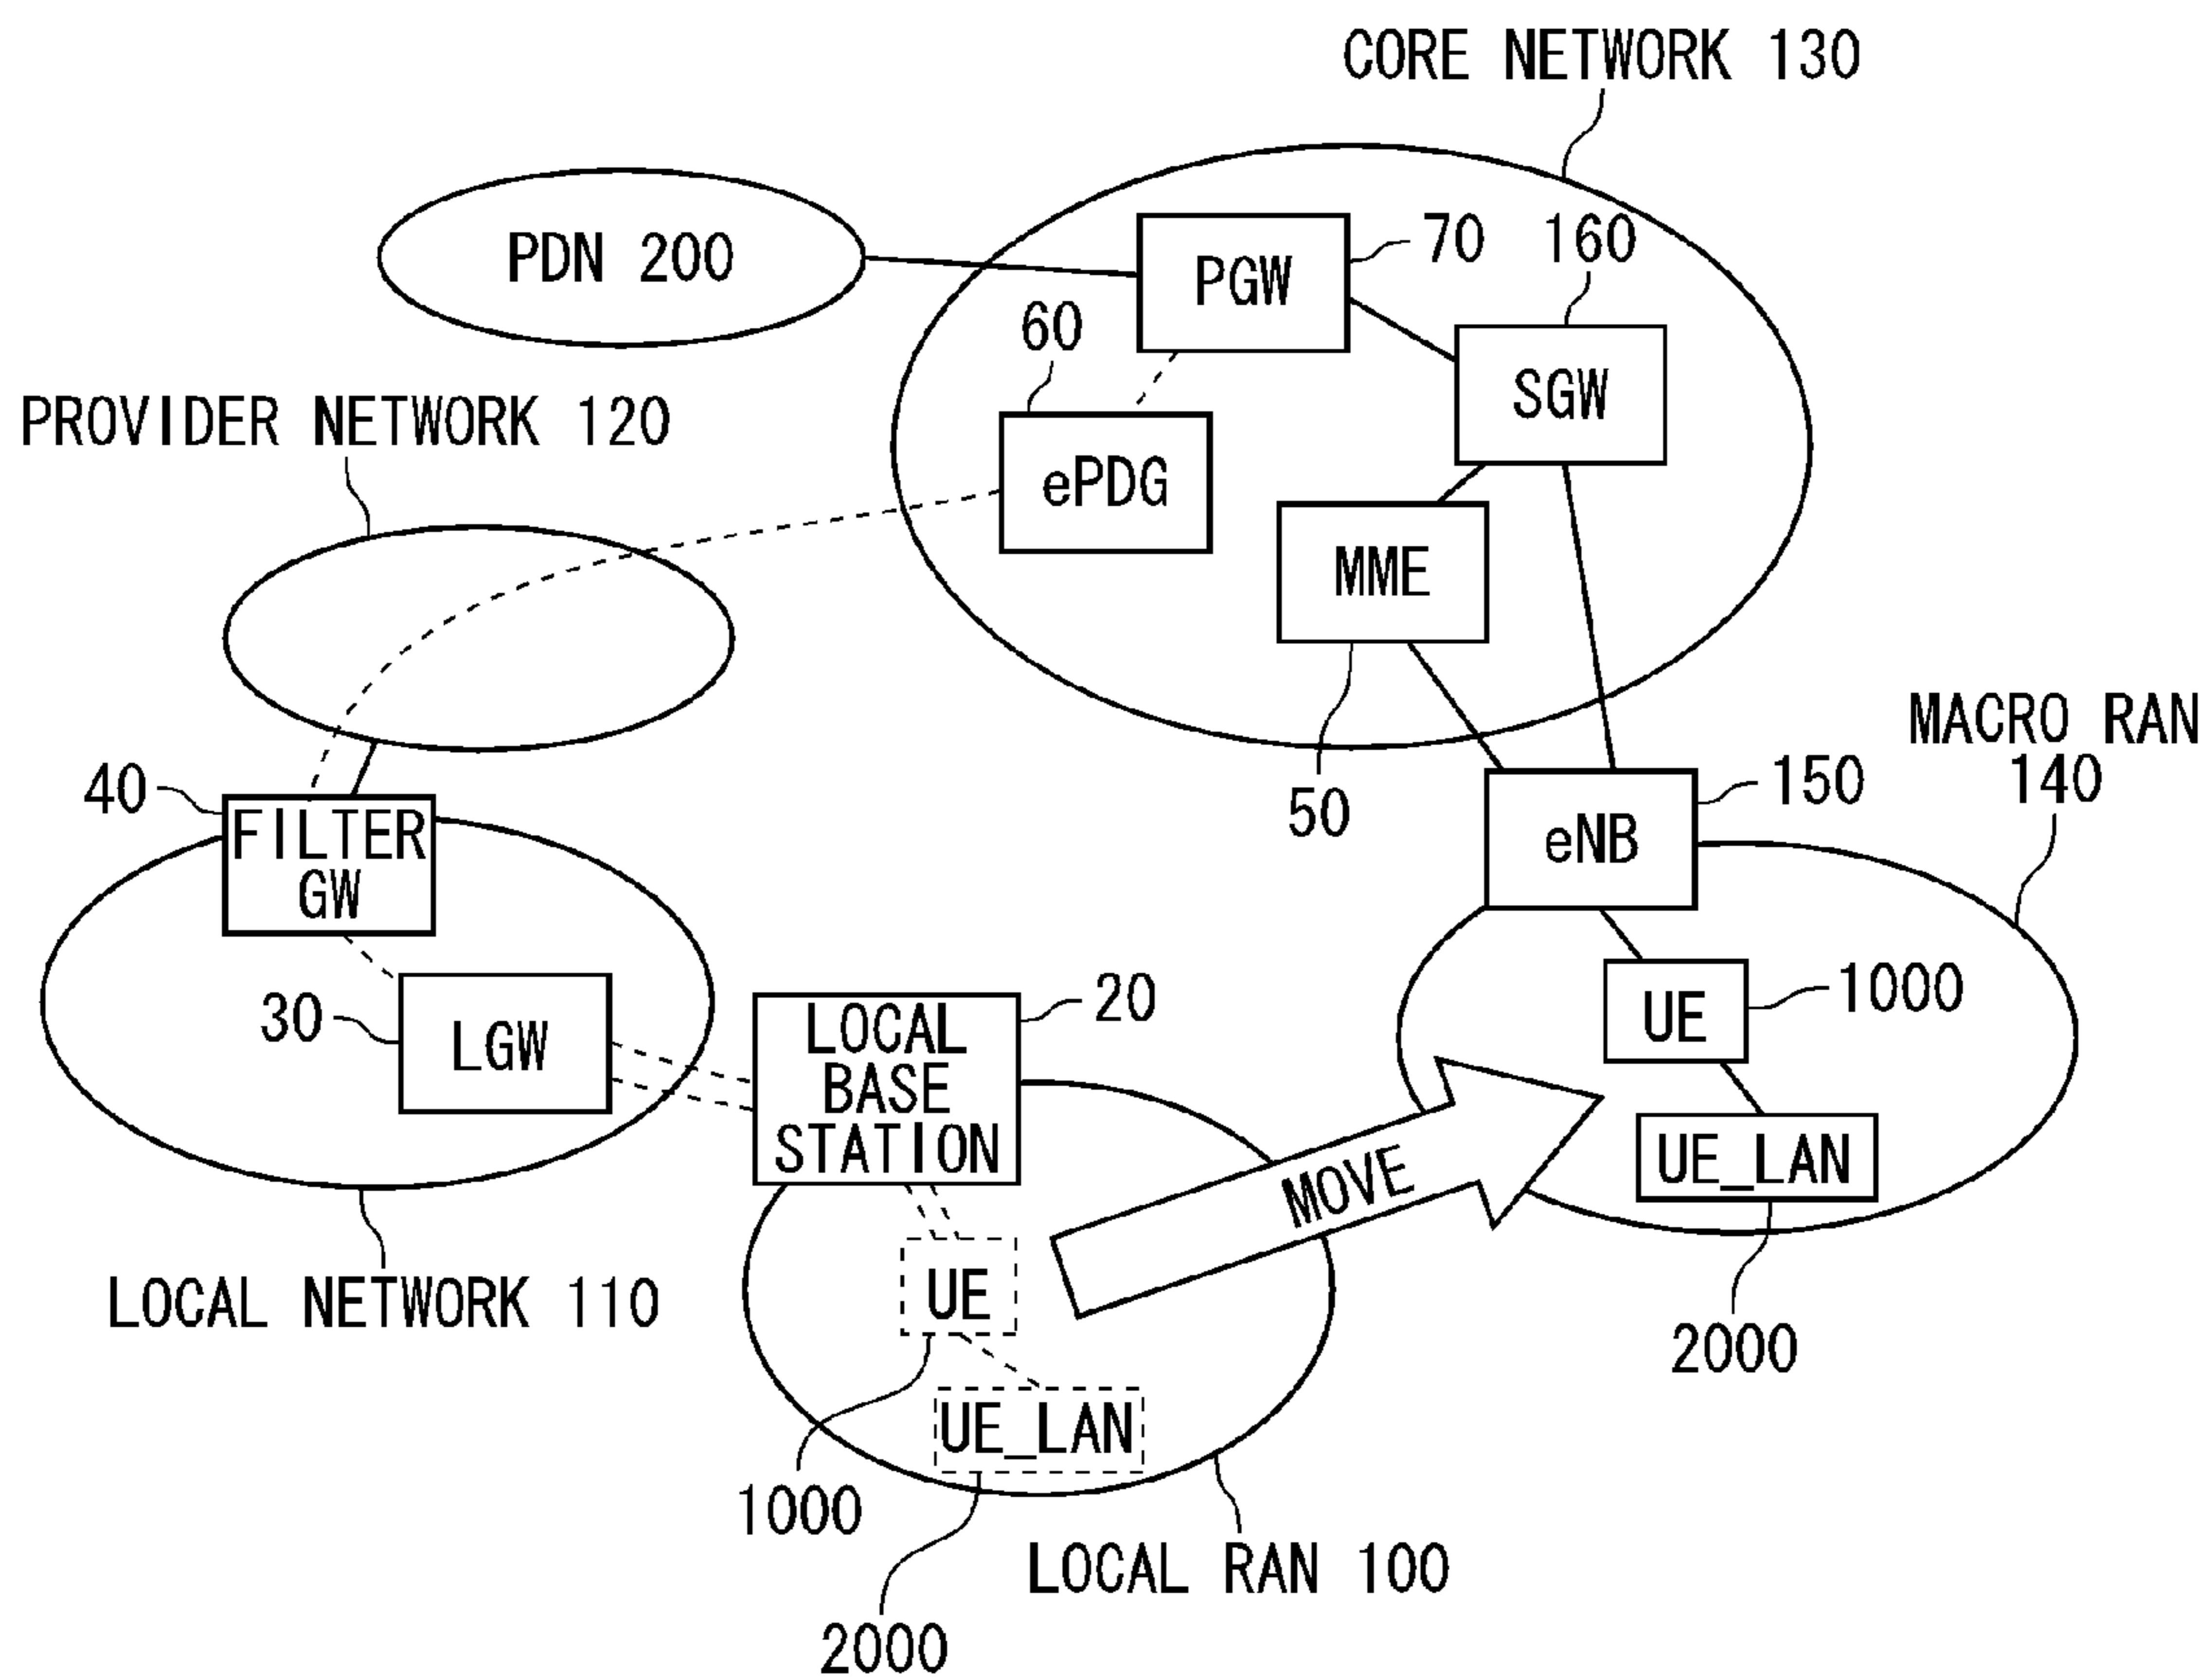 CORE NETWORK 130
PDN 200
PGW
70
160
60
SGW
PROVIDER NETWORK 120
ePDG
MME
MACRO RAN
140
40
50
150
FILTER
GW
eNB
30
LGW
20
LOCAL
BASE
STATION
UE
1000
MOVE
UE_LAN
LOCAL NETWORK 110
UE
2000
UE_LAN
1000
LOCAL RAN 100
2000